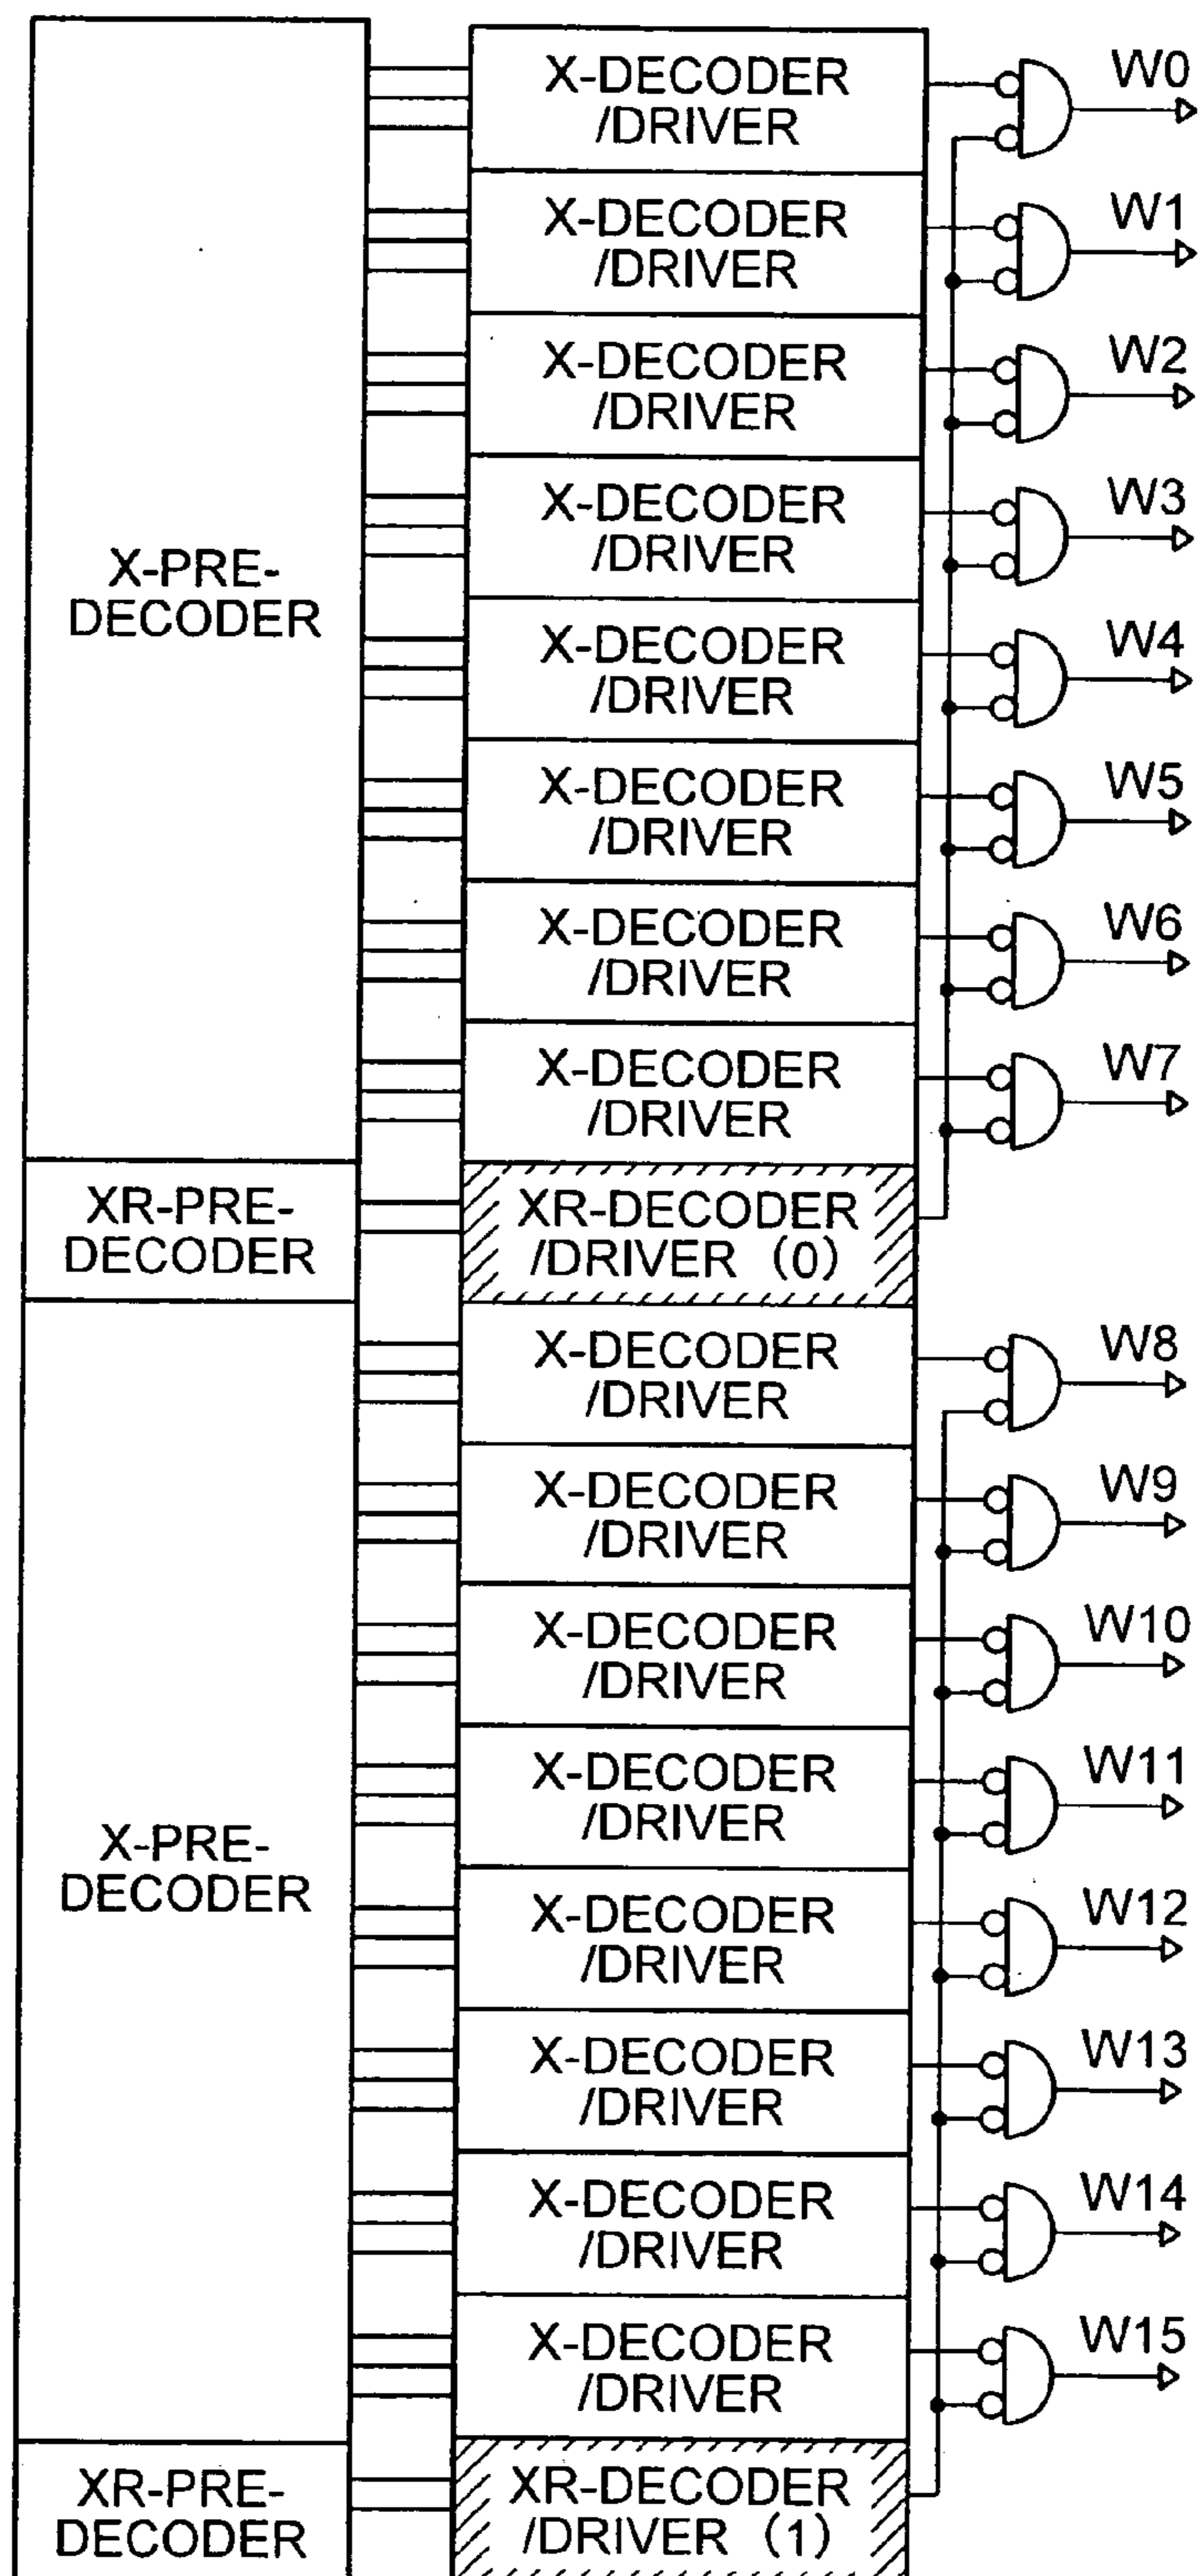 X-DECODER
/DRIVER
W0
X-DECODER
/DRIVER
W1
X-DECODER
/DRIVER
W2
X-DECODER
/DRIVER
W3
X-PRE-
DECODER
X-DECODER
/DRIVER
W4
X-DECODER
/DRIVER
W5
X-DECODER
/DRIVER
W6
X-DECODER
/DRIVER
W7
XR-PRE-
DECODER
XR-DECODER
/DRIVER (0)
X-DECODER
/DRIVER
W8
X-DECODER
/DRIVER
W9
X-DECODER
/DRIVER
W10
X-DECODER
/DRIVER
W11
X-PRE-
DECODER
X-DECODER
/DRIVER
W12
X-DECODER
/DRIVER
W13
X-DECODER
/DRIVER
W14
X-DECODER
/DRIVER
W15
XR-PRE-
DECODER
XR-DECODER
/DRIVER (1)